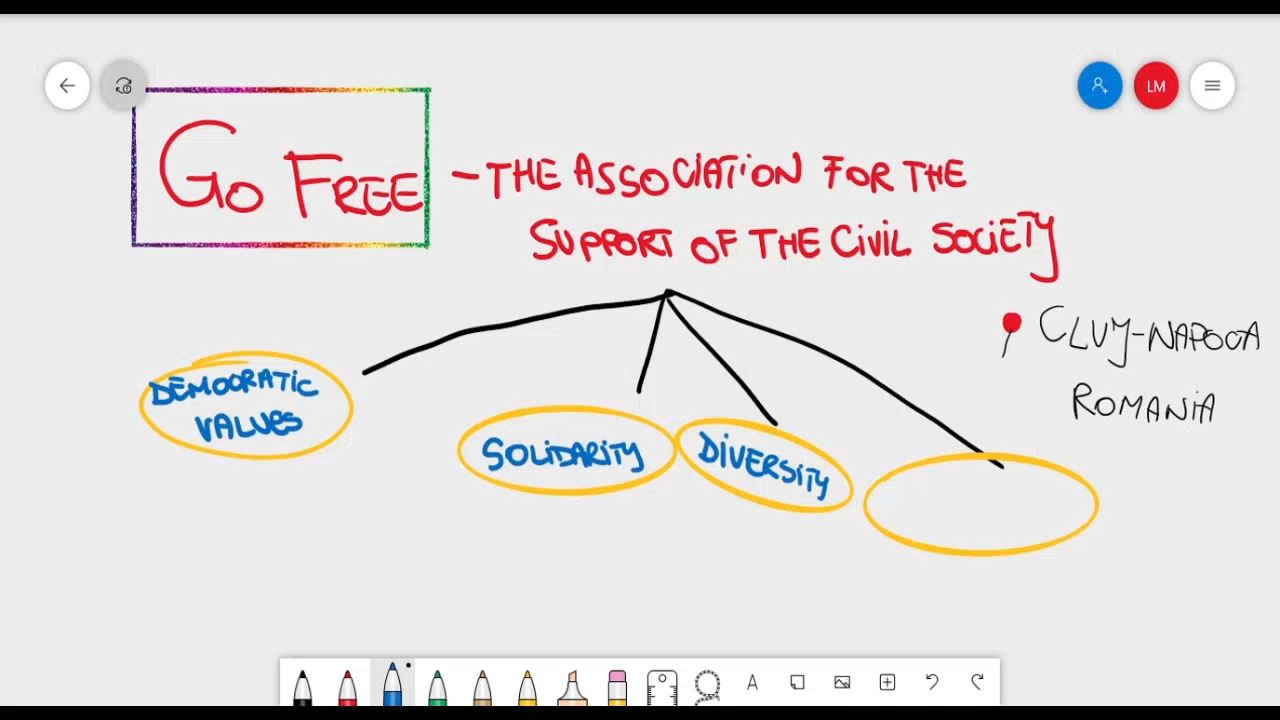 LM
GO FREE - THE ASSOCIATION FOR THE
SUPPORT OF THE CIVIL SOCIETY
CLUJ-NAPOCA
ROMANIA
DEMOCRATIC
VALUES
SOLIDARITY
DIVERSITY
A